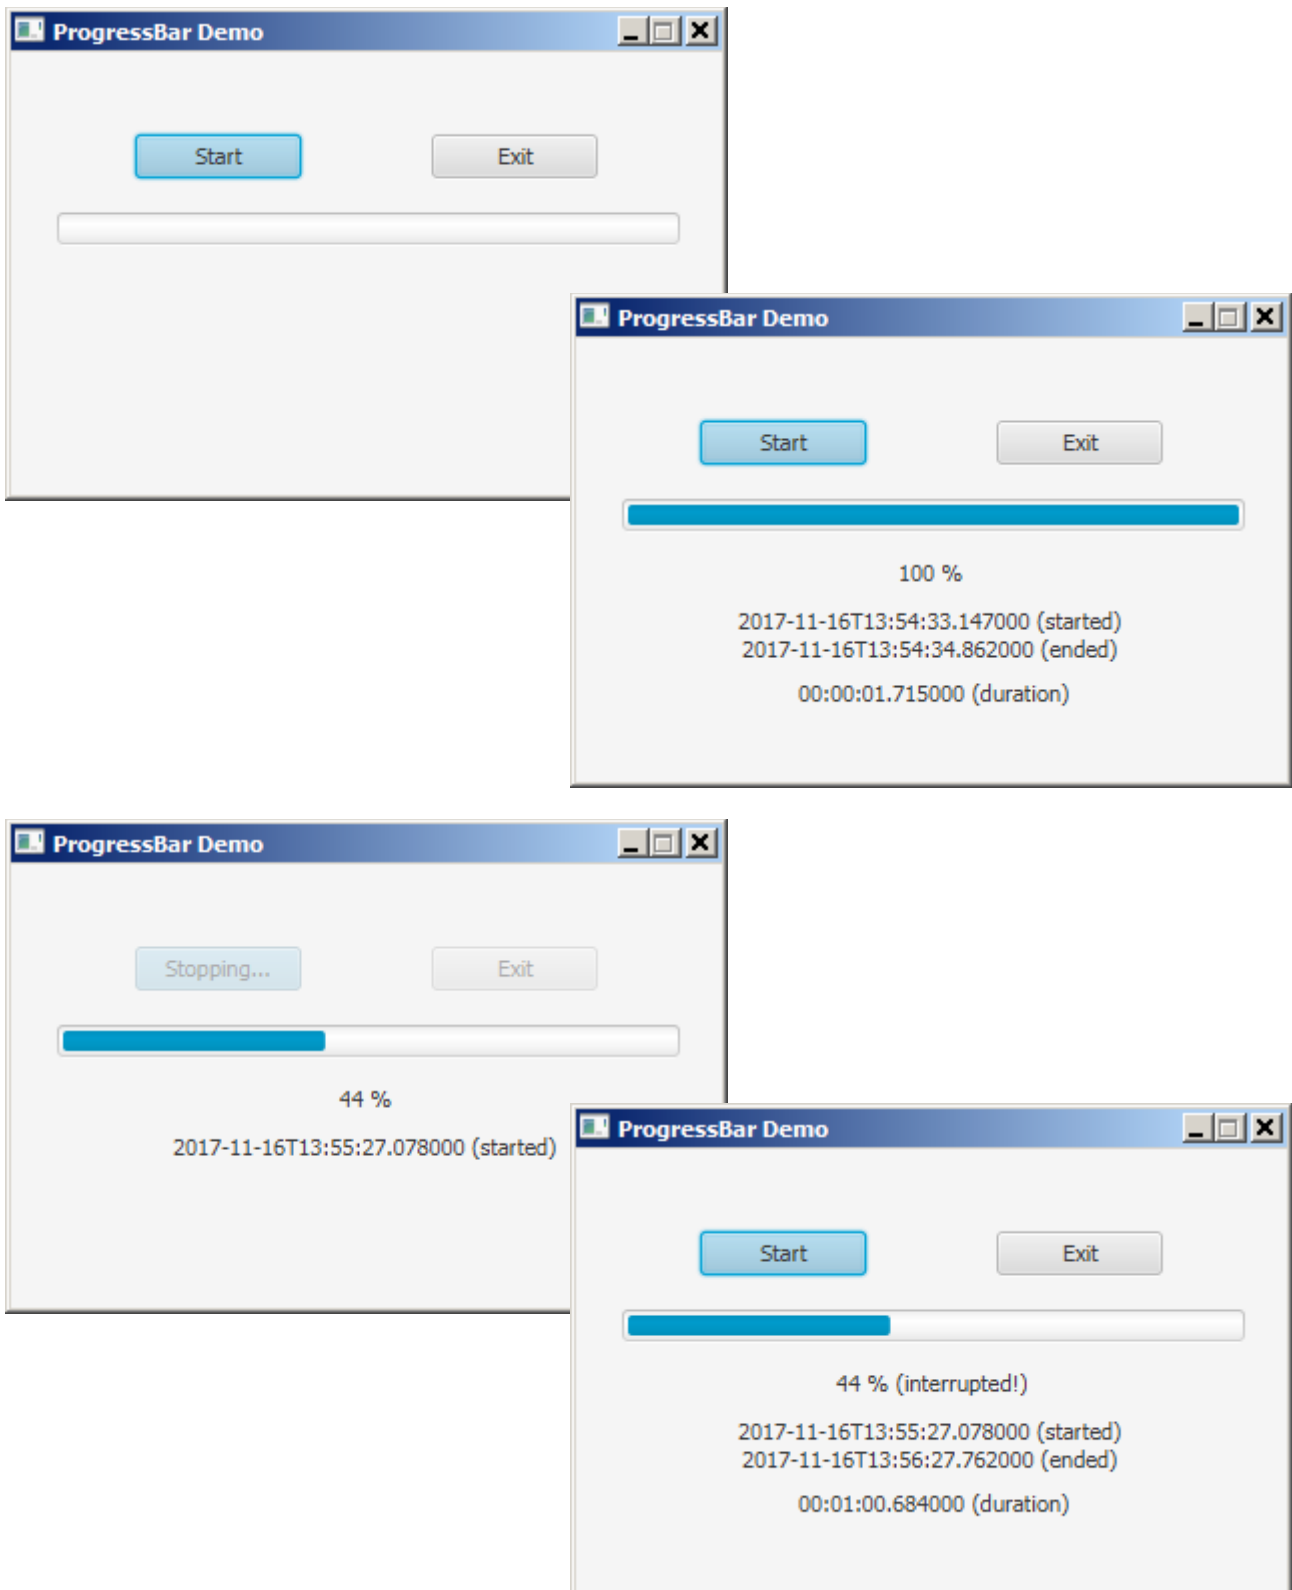 ProgressBar Demo
Start Exit
ProgressBar Demo
Start Exit
100 %
2017-11-16T13:54:33.147000 (started)
2017-11-16T13:54:34.862000 (ended)
00:00:01.715000 (duration)
ProgressBar Demo
Stopping... Exit
44 %
2017-11-16T13:55:27.078000 (started)
ProgressBar Demo
Start Exit
44 % (interrupted!)
2017-11-16T13:55:27.078000 (started)
2017-11-16T13:56:27.762000 (ended)
00:01:00.684000 (duration)